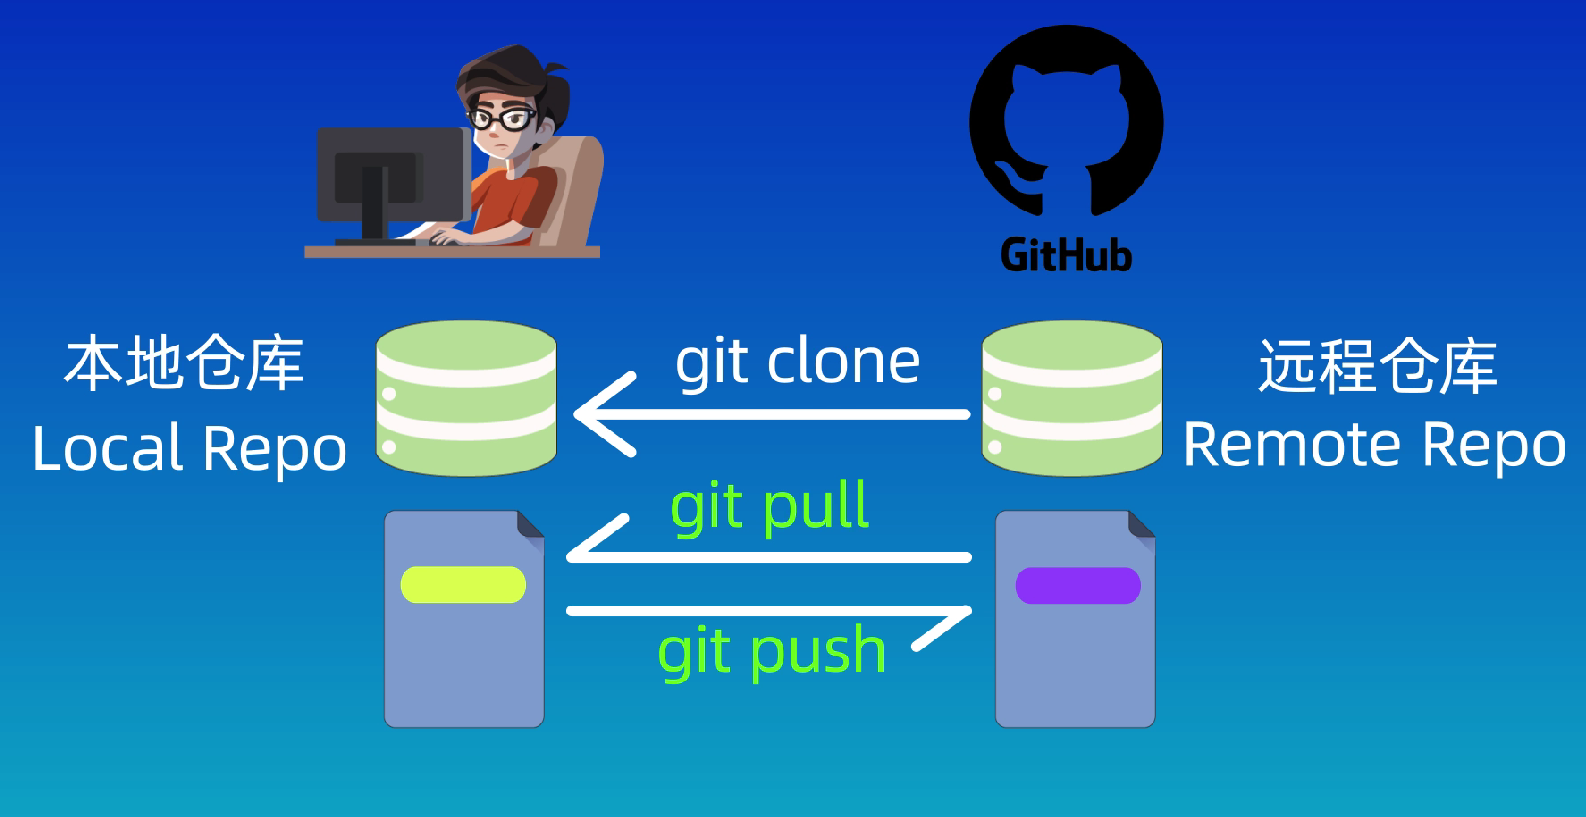 GitHub
本地仓库
Local Repo
git clone
远程仓库
Remote Repo
git pull
git push